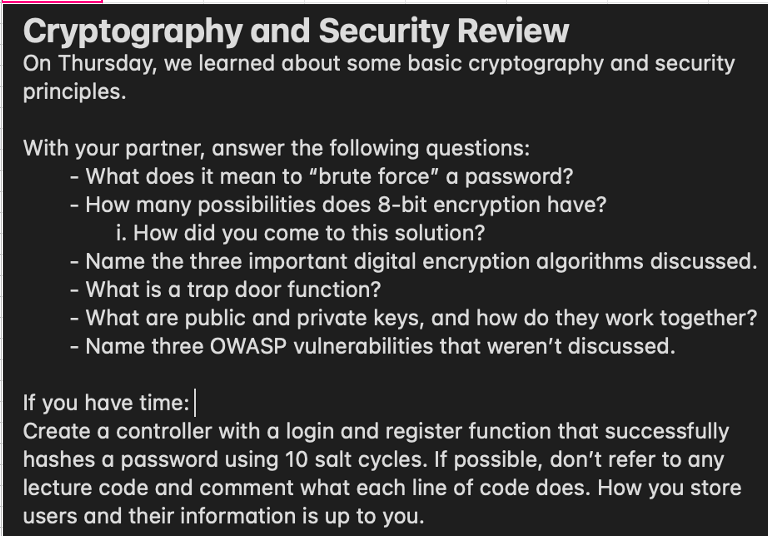 Cryptography and Security Review
On Thursday, we learned about some basic cryptography and security
principles.
With your partner, answer the following questions:
- What does it mean to “brute force” a password?
- How many possibilities does 8-bit encryption have?
i. How did you come to this solution?
- Name the three important digital encryption algorithms discussed.
- What is a trap door function?
- What are public and private keys, and how do they work together?
- Name three OWASP vulnerabilities that weren’t discussed.
If you have time:
Create a controller with a login and register function that successfully
hashes a password using 10 salt cycles. If possible, don’t refer to any
lecture code and comment what each line of code does. How you store
users and their information is up to you.